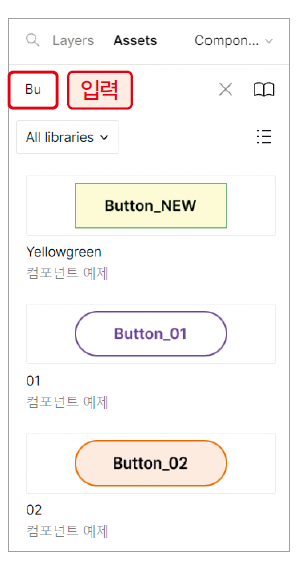 Layers Assets Compon...
Bu 입력
All libraries
Button_NEW
Yellowgreen
컴포넌트 예제
Button_01
01
컴포넌트 예제
Button_02
02
컴포넌트 예제